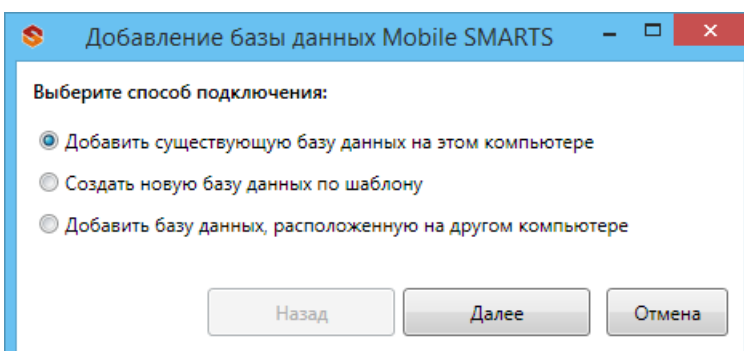 Добавление базы данных Mobile SMARTS
Выберите способ подключения:
Добавить существующую базу данных на этом компьютере
Создать новую базу данных по шаблону
Добавить базу данных, расположенную на другом компьютере
Назад Далее Отмена